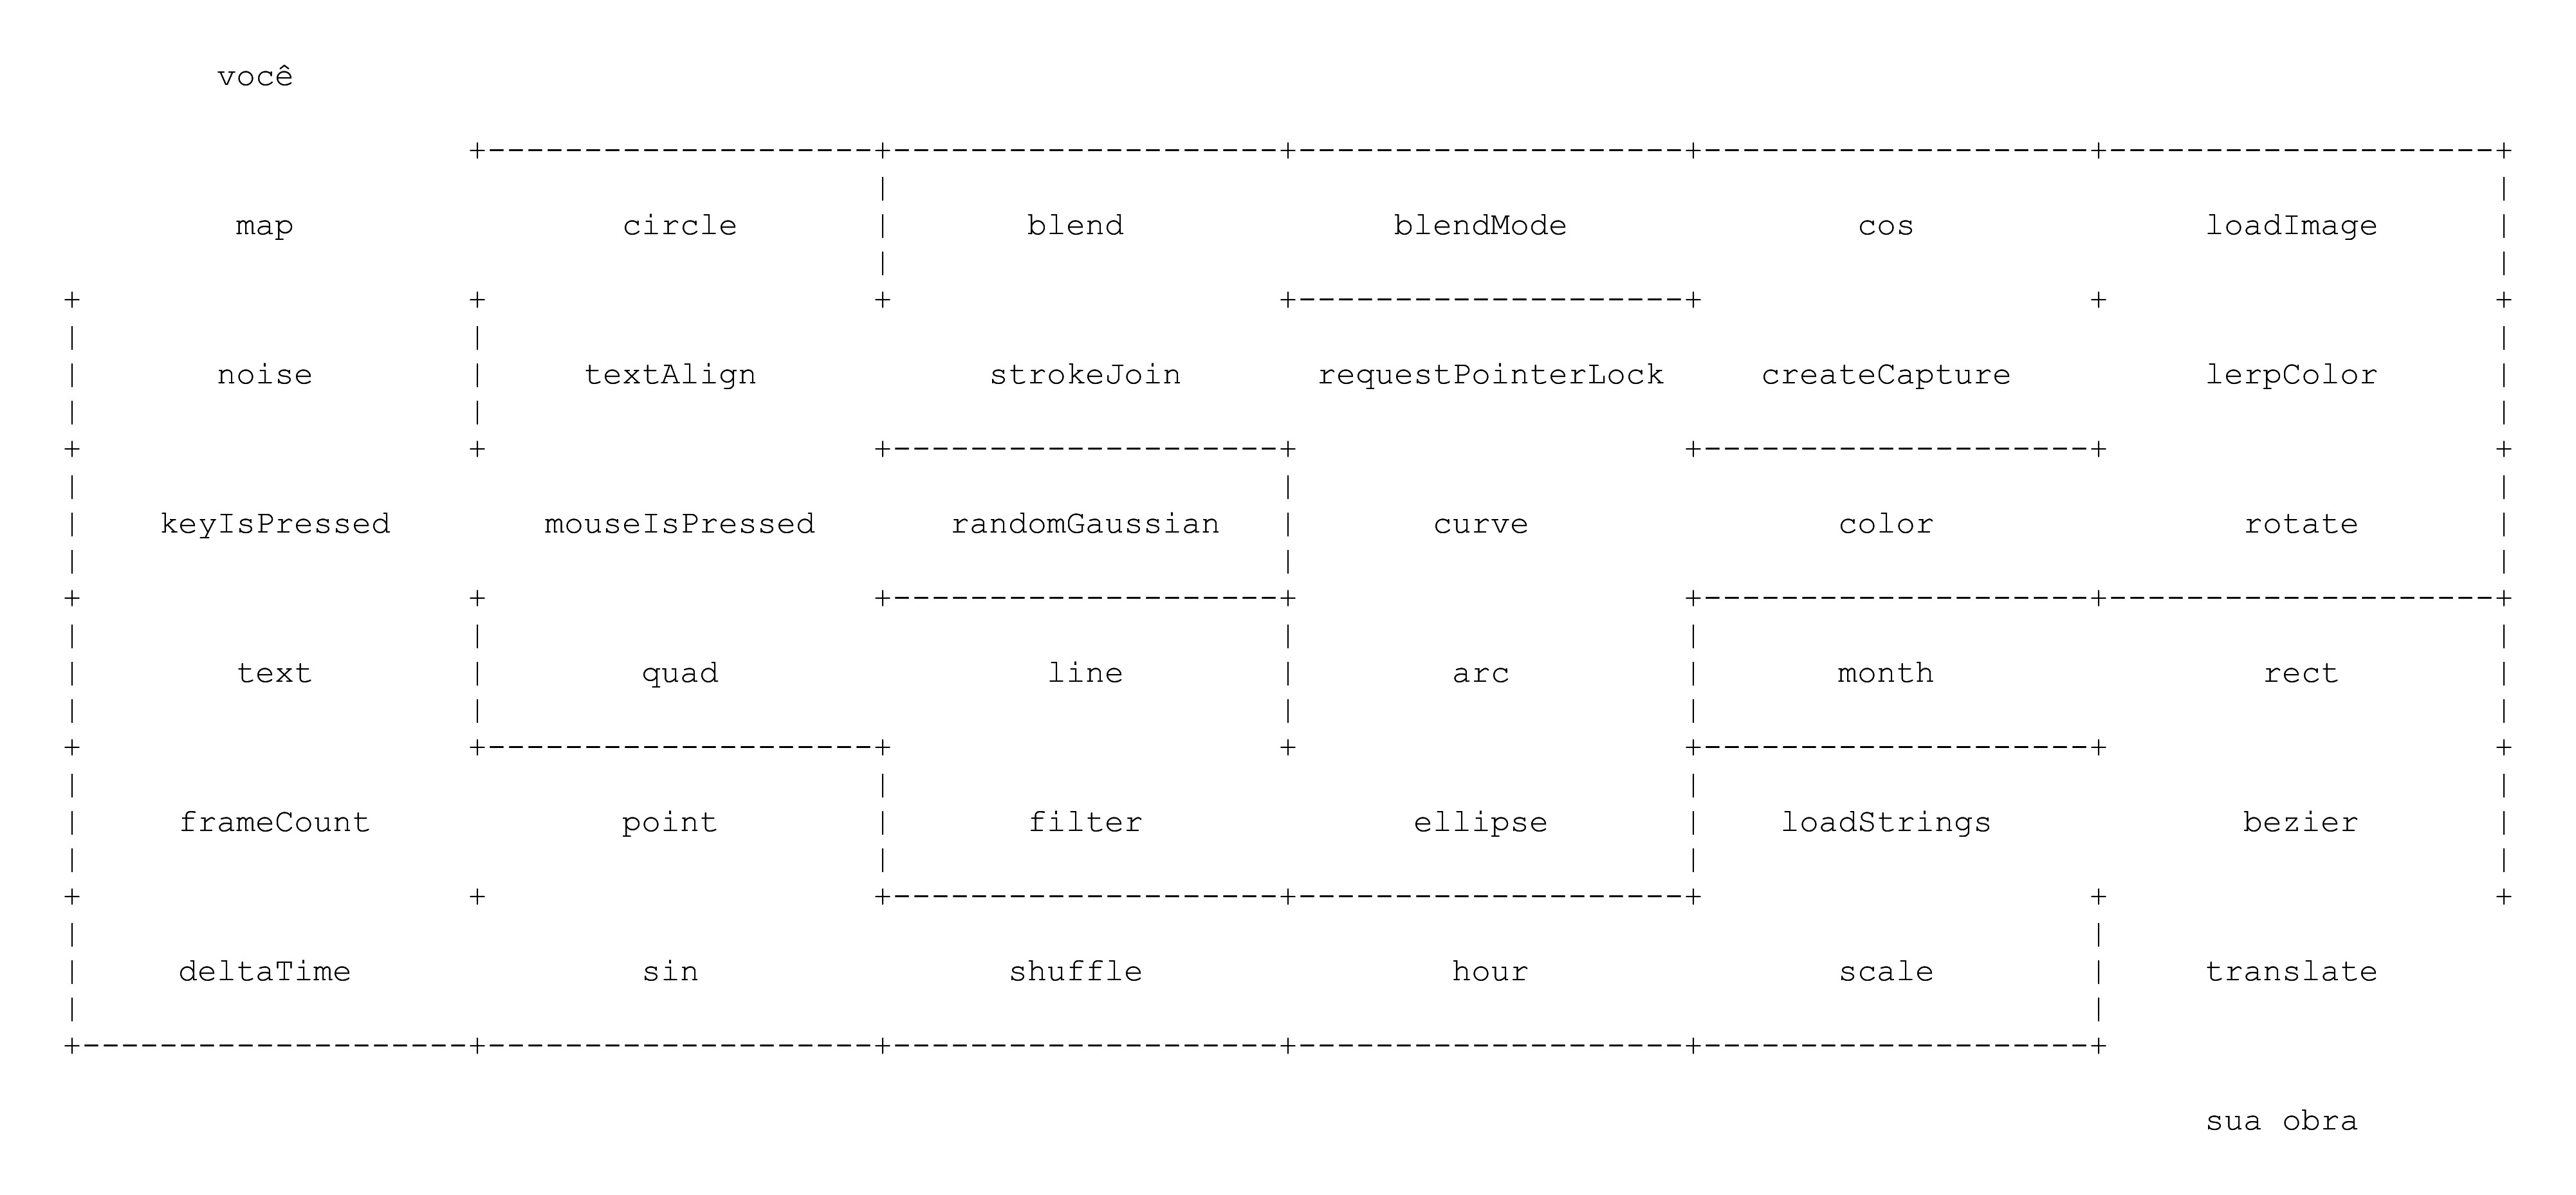 você
map circle blend blendMode cos loadImage
noise textAlign strokeJoin requestPointerLock createCapture lerpColor
keyIsPressed mouseIsPressed randomGaussian curve color rotate
text quad line arc month rect
frameCount point filter ellipse loadStrings bezier
deltaTime sin shuffle hour scale translate
sua obra